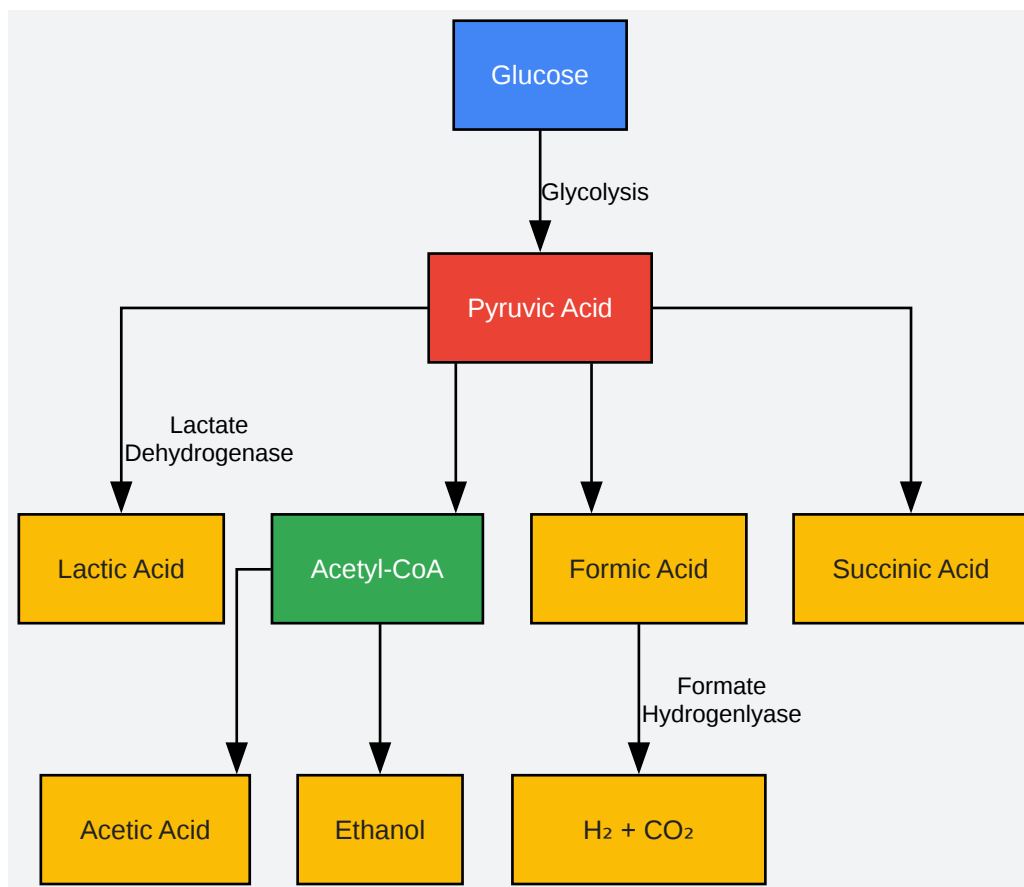 Glucose
Glycolysis
Pyruvic Acid
Lactate
Dehydrogenase
Lactic Acid
Acetyl-CoA
Formic Acid
Succinic Acid
Formate
Hydrogenlyase
Acetic Acid
Ethanol
H₂ + CO₂